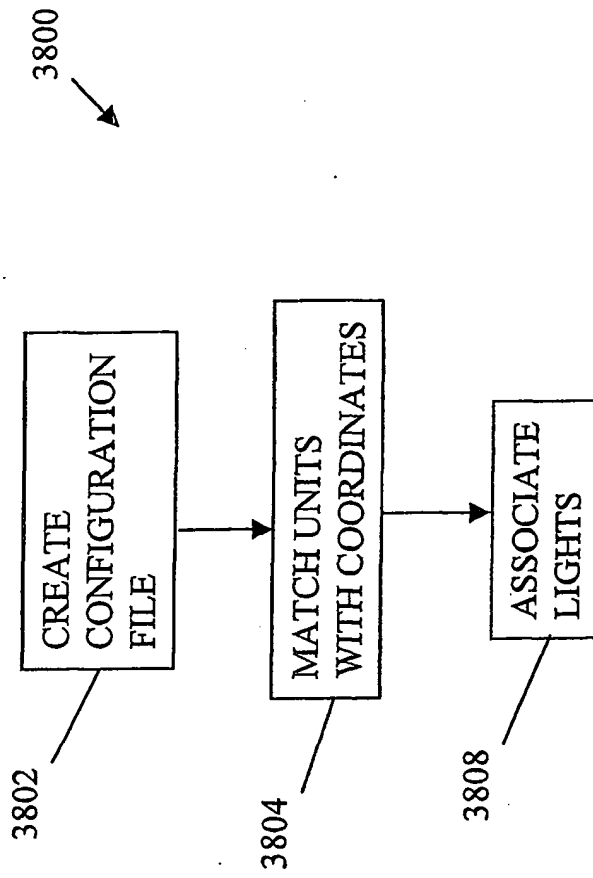 3800
3802
CREATE
CONFIGURATION
FILE
3804
MATCH UNITS
WITH COORDINATES
3808
ASSOCIATE
LIGHTS